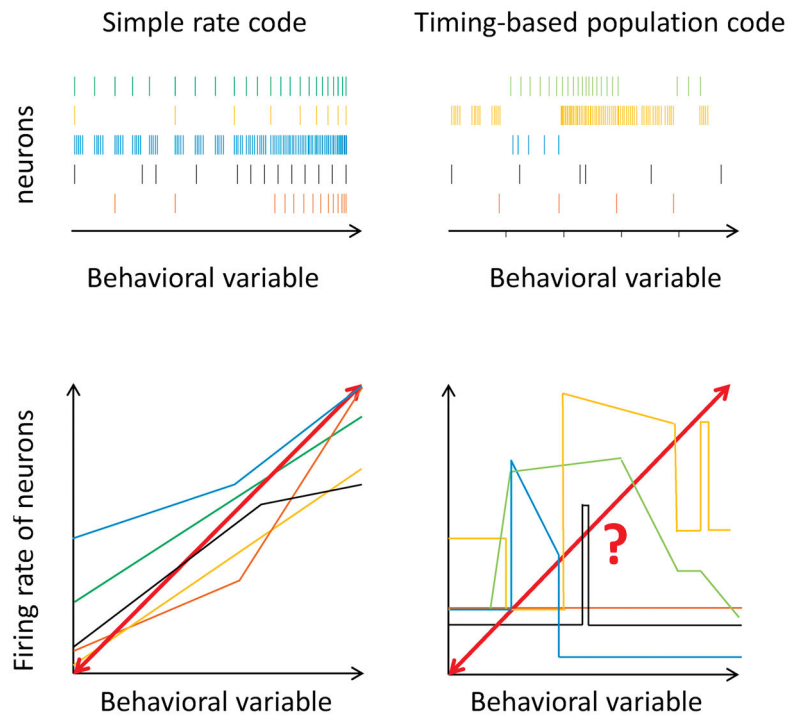 Simple rate code
Timing-based population code
neurons
Behavioral variable
Behavioral variable
Firing rate of neurons
?
Behavioral variable
Behavioral variable